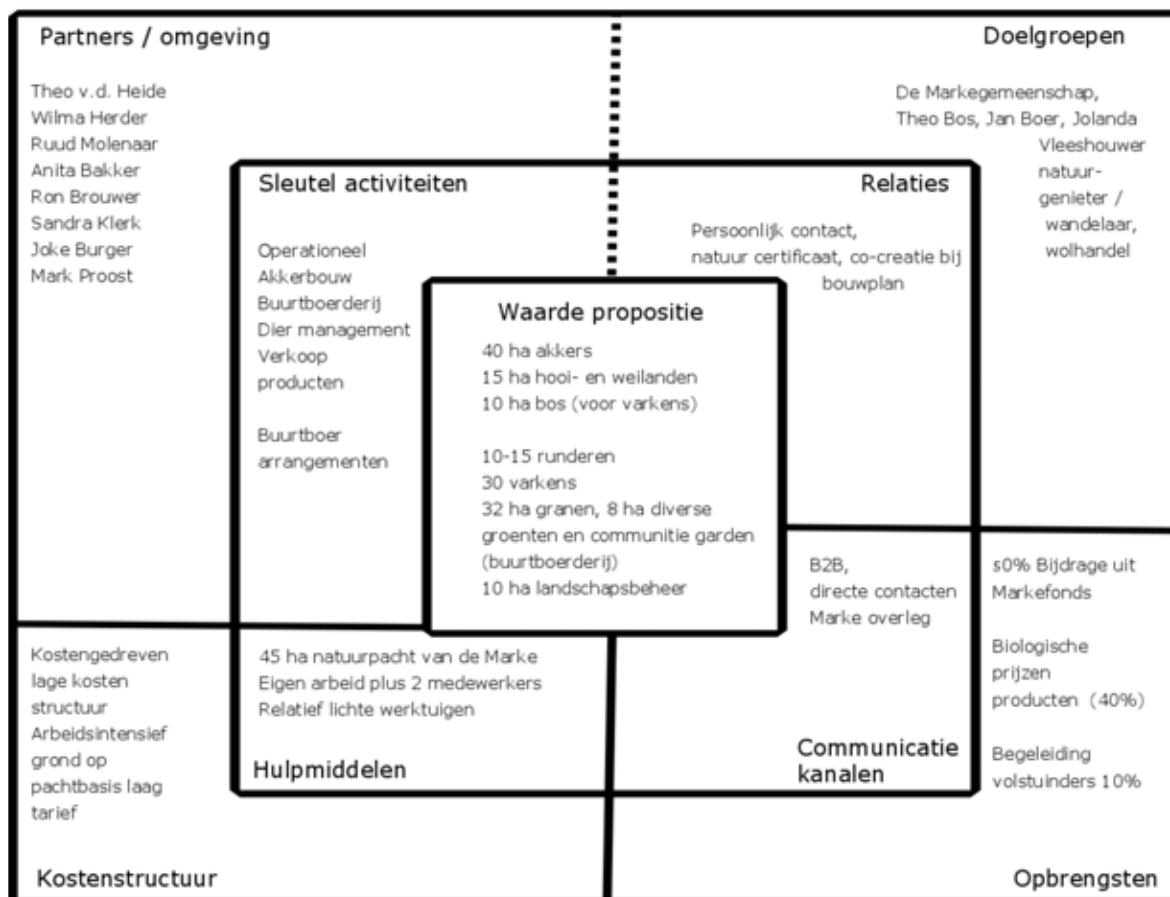 Partners / omgeving
Theo v.d. Heide
Wilma Herder
Ruud Molenaar
Anita Bakker
Ron Brouwer
Sandra Klerk
Joke Burger
Mark Proost
Doelgroepen
De Markegemeenschap,
Theo Bos, Jan Boer, Jolanda
Vleeshouwer
natuur-
genieter /
wandelaar,
wolhandel
Sleutel activiteiten
Operationeel
Akkerbouw
Buurtboerderij
Dier management
Verkoop
producten
Buurtboer
arrangementen
Relaties
Persoonlijk contact,
natuur certificaat, co-creatie bij
bouwplan
Waarde propositie
40 ha akkers
15 ha hooi- en weilanden
10 ha bos (voor varkens)
10-15 runderen
30 varkens
32 ha granen, 8 ha diverse
groenten en communitie garden
(buurtboerderij)
10 ha landschapsbeheer
Kostengedreven
lage kosten
structuur
Arbeidsintensief
grond op
pachtbasis laag
tarief
Kostenstructuur
45 ha natuurpacht van de Marke
Eigen arbeid plus 2 medewerkers
Relatief lichte werktuigen
Hulpmiddelen
B2B,
directe contacten
Marke overleg
Communicatie
kanalen
s0% Bijdrage uit
Markefonds
Biologische
prijzen
producten (40%)
Begeleiding
volstuinders 10%
Opbrengsten